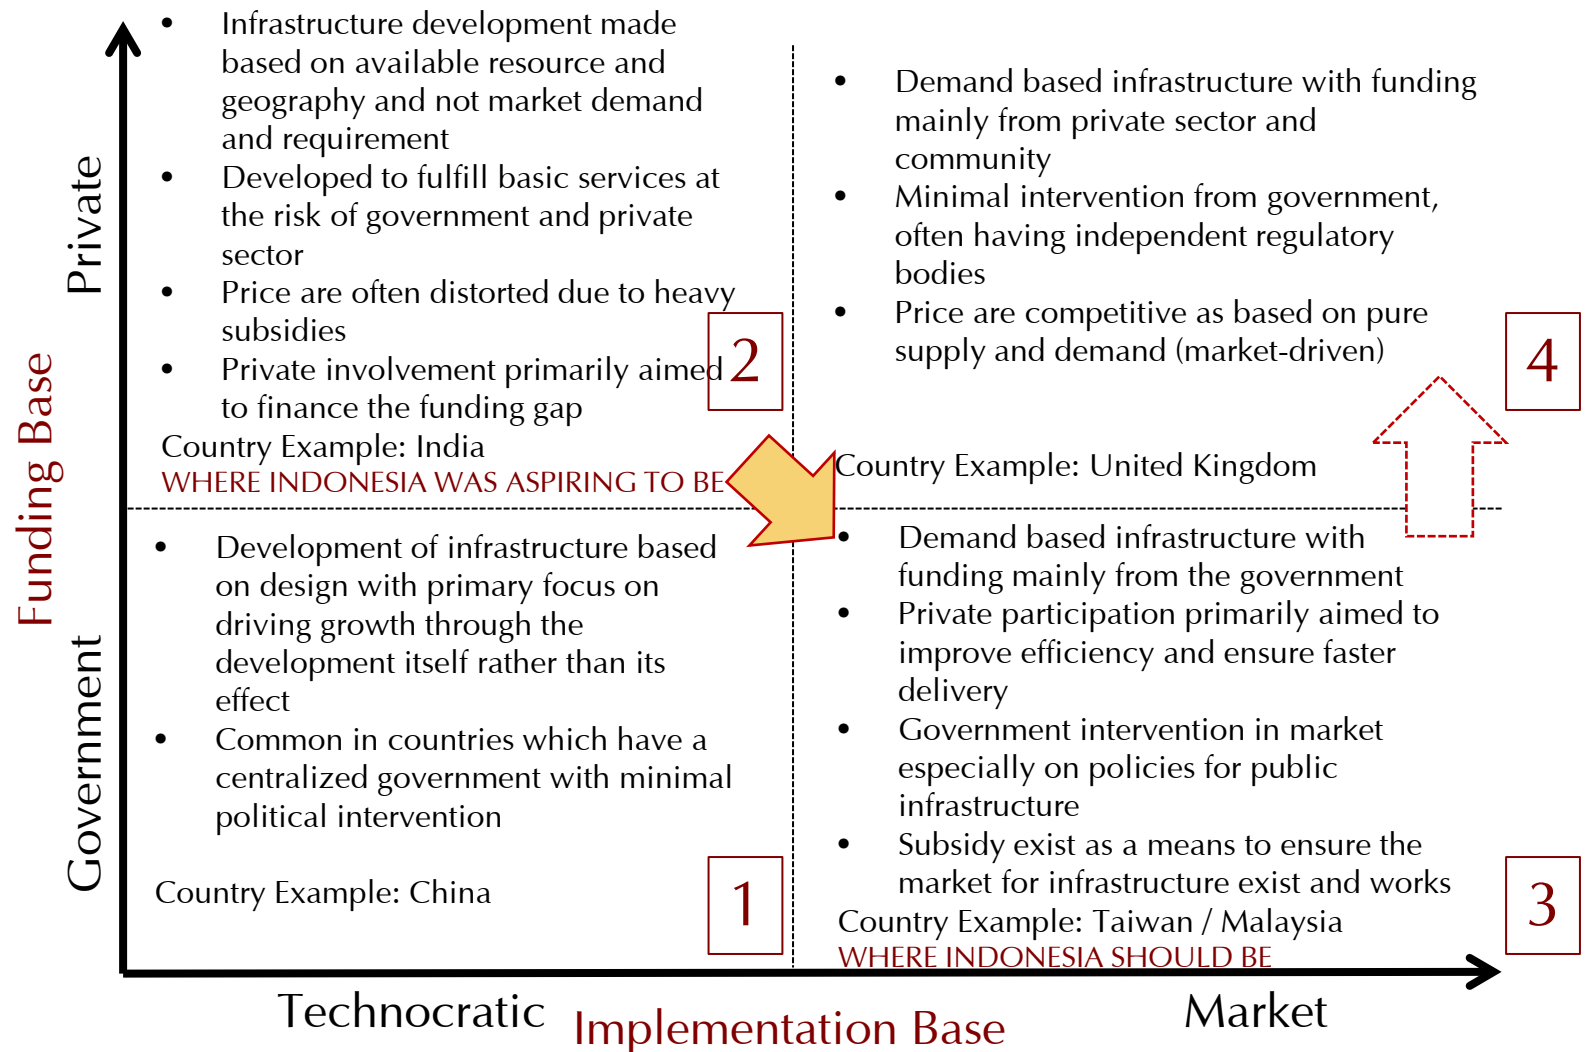 • Infrastructure development made
based on available resource and
geography and not market demand
and requirement
• Developed to fulfill basic services at
the risk of government and private
sector
• Price are often distorted due to heavy
subsidies
• Private involvement primarily aimed
to finance the funding gap
Country Example: India
WHERE INDONESIA WAS ASPIRING TO BE
2
• Demand based infrastructure with funding
mainly from private sector and
community
• Minimal intervention from government,
often having independent regulatory
bodies
• Price are competitive as based on pure
supply and demand (market-driven)
Country Example: United Kingdom
4
• Development of infrastructure based
on design with primary focus on
driving growth through the
development itself rather than its
effect
• Common in countries which have a
centralized government with minimal
political intervention
Country Example: China
1
• Demand based infrastructure with
funding mainly from the government
• Private participation primarily aimed to
improve efficiency and ensure faster
delivery
• Government intervention in market
especially on policies for public
infrastructure
• Subsidy exist as a means to ensure the
market for infrastructure exist and works
Country Example: Taiwan / Malaysia
WHERE INDONESIA SHOULD BE
3
Private
Funding Base
Government
Technocratic
Implementation Base
Market